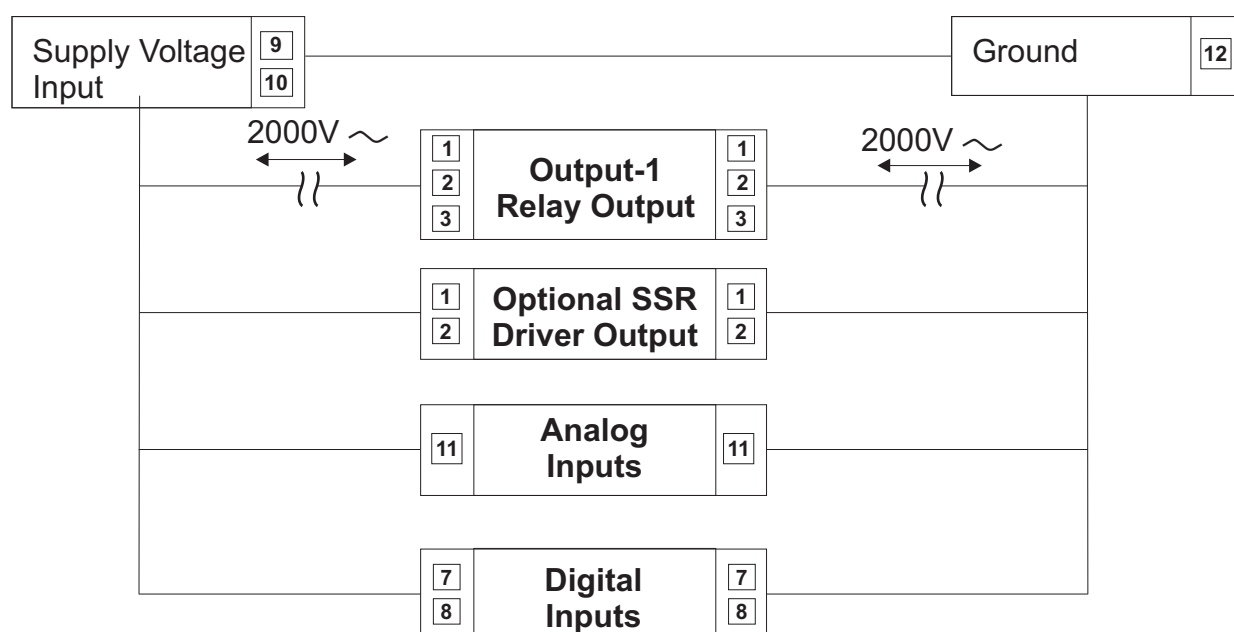 Supply Voltage 9
Input 10
Ground 12
2000V ~
2000V ~
1 Output-1 1
2 Relay Output 2
3 3
1 Optional SSR 1
2 Driver Output 2
Analog
11 Inputs 11
7 Digital 7
8 Inputs 8